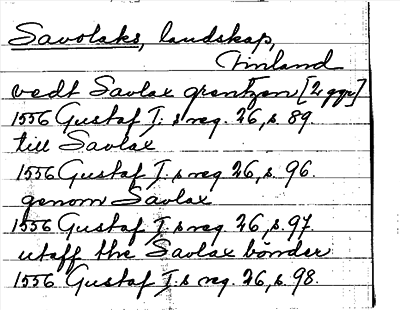 Savolaks, landskap,
Finland
vedt Savlax grentzen [2 ggr]
1556 Gustaf I:s reg. 26, s. 89.
till Savlax
1556 Gustaf I:s reg. 26, s. 96.
genom Savlax
1556 Gustaf I:s reg. 26, s. 97.
utaff the Savlax bönder
1556 Gustaf I:s reg. 26, s. 98.